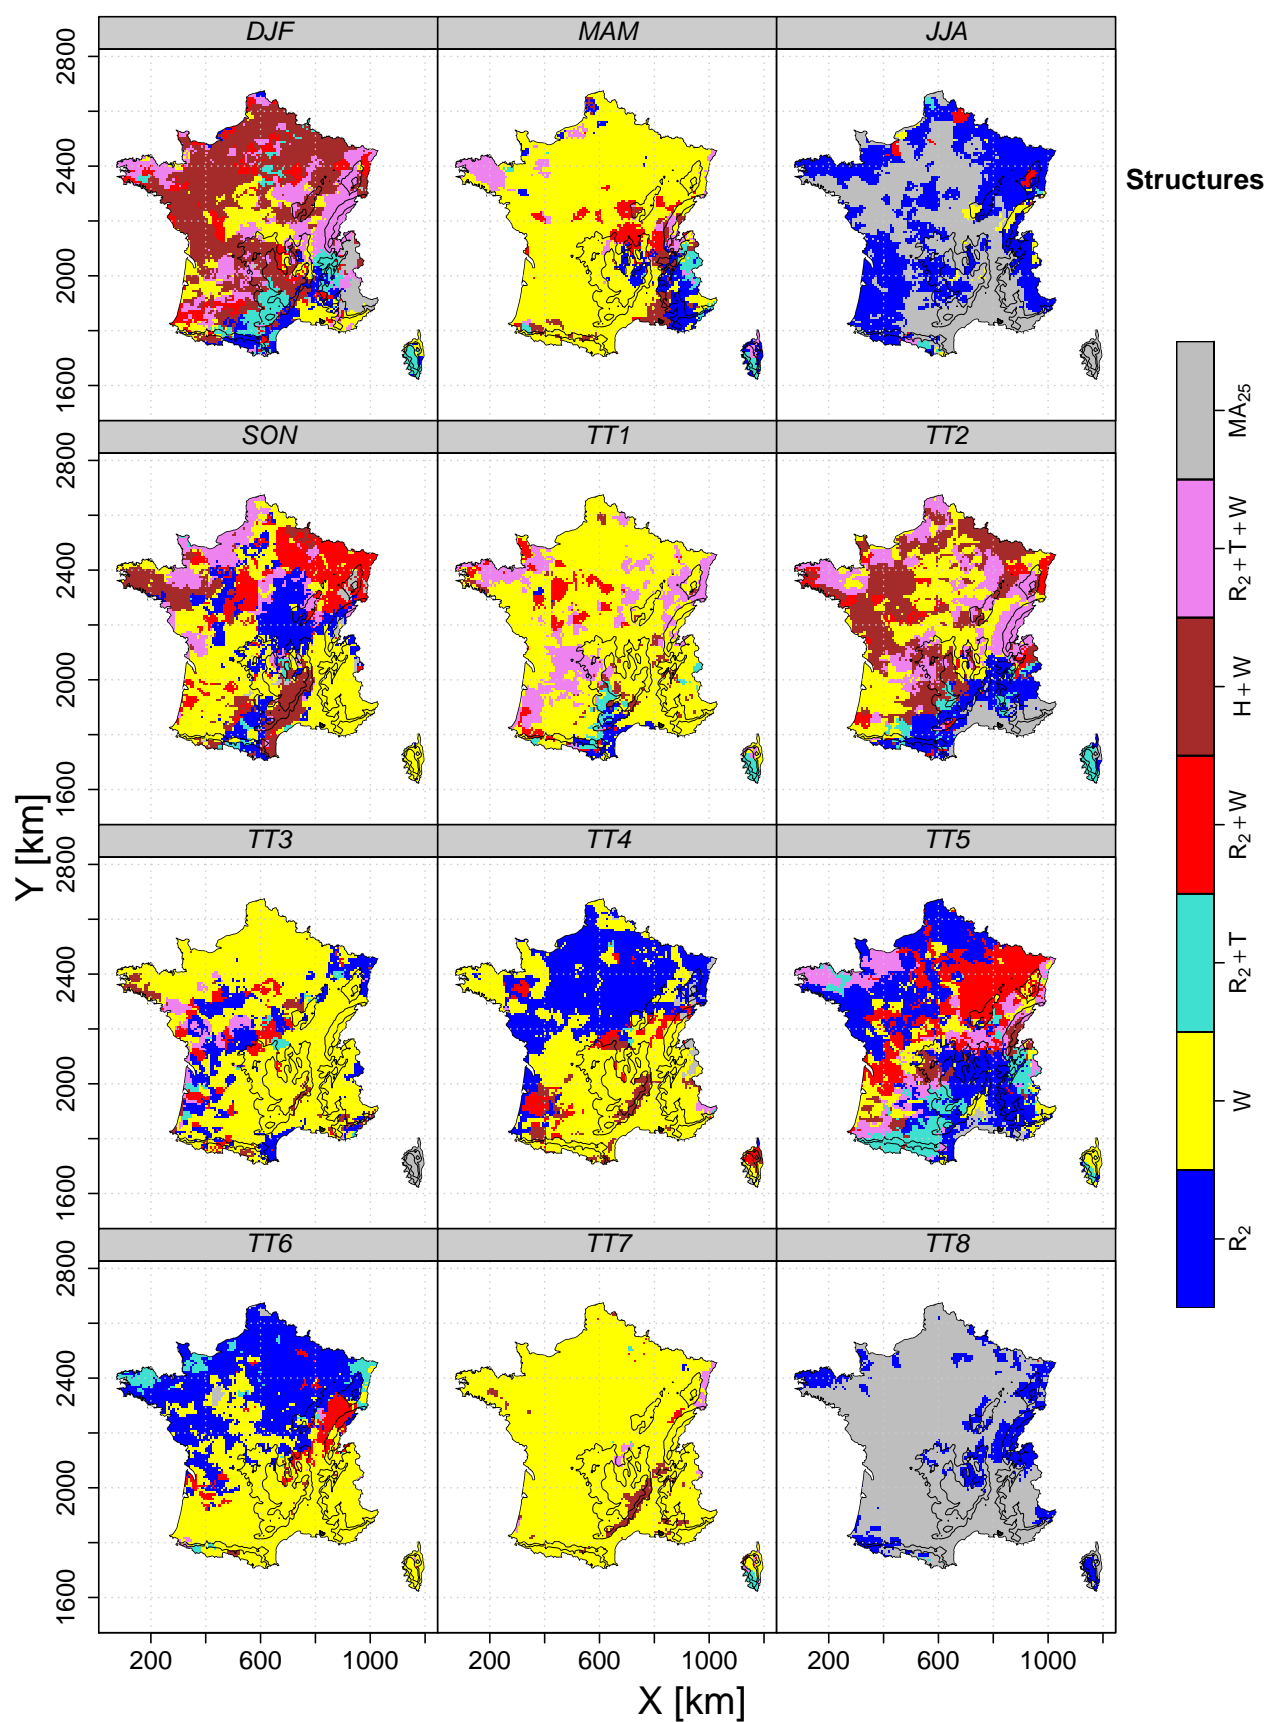 DJF MAM JJA
2800
2400
2000
1600
SON TT1 TT2
2800
2400
2000
1600
TT3 TT4 TT5
2800
2400
2000
1600
TT6 TT7 TT8
2800
2400
2000
1600
200 600 1000 200 600 1000 200 600 1000
X [km]
Y [km]
Structures
MA₂₅
R₂+T+W
H+W
R₂+W
R₂+T
W
R₂